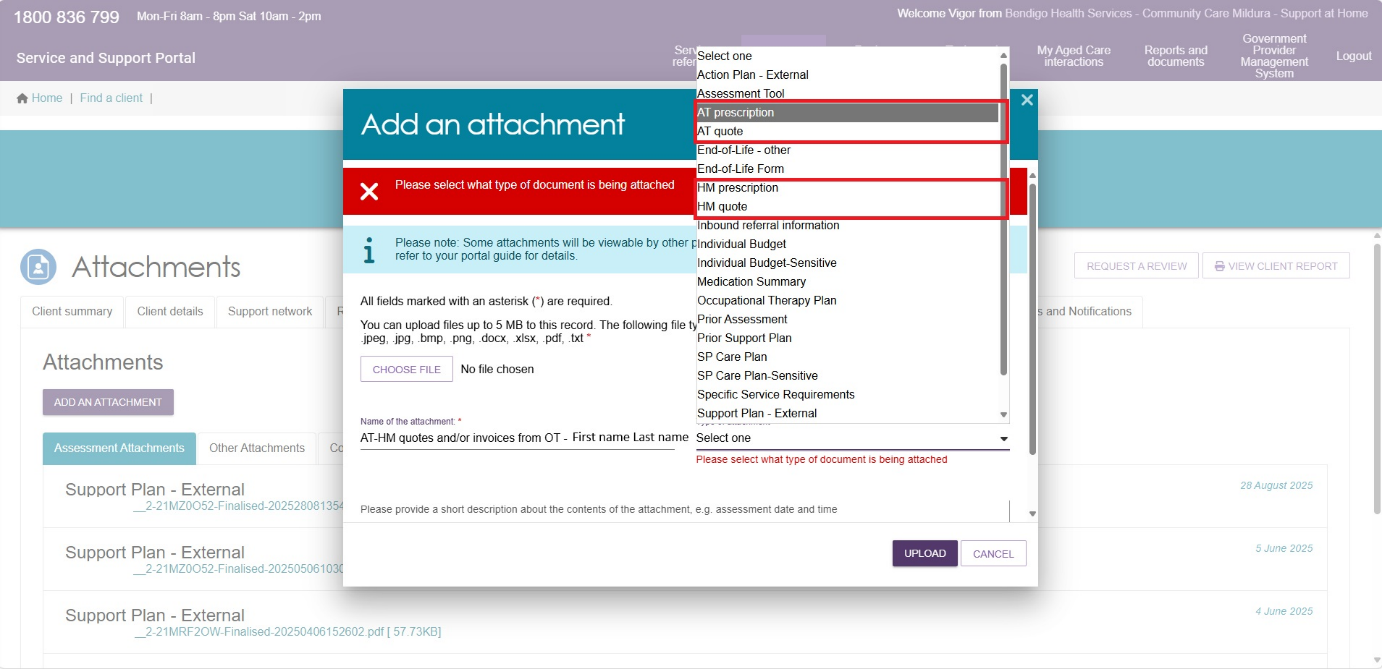 1800 836 799 Mon-Fri 8am - 8pm Sat 10am - 2pm
Welcome Vigor from Bendigo Health Services - Community Care Mildura - Support at Home
Service and Support Portal
My Aged Care
interactions
Reports and
documents
Government
Provider
Management
System
Logout
Home | Find a client |
Add an attachment
Please select what type of document is being attached
Please note: Some attachments will be viewable by other
refer to your portal guide for details.
All fields marked with an asterisk (*) are required.
You can upload files up to 5 MB to this record. The following file
.jpeg, .jpg, .bmp, .png, .docx, .xlsx, .pdf, .txt *
CHOOSE FILE No file chosen
Name of the attachment: *
AT-HM quotes and/or invoices from OT - First name Last name
Select one
Action Plan - External
Assessment Tool
AT prescription
AT quote
End-of-Life - other
End-of-Life Form
HM prescription
HM quote
Inbound referral information
Individual Budget
Individual Budget-Sensitive
Medication Summary
Occupational Therapy Plan
Prior Assessment
Prior Support Plan
SP Care Plan
SP Care Plan-Sensitive
Specific Service Requirements
Support Plan - External
Select one
Please select what type of document is being attached
Please provide a short description about the contents of the attachment, e.g. assessment date and time
UPLOAD CANCEL
Attachments
REQUEST A REVIEW VIEW CLIENT REPORT
Client summary Client details Support network
s and Notifications
Attachments
ADD AN ATTACHMENT
Assessment Attachments Other Attachments
Support Plan - External
28 August 2025
__2-21MZ0O52-Finalised-202528081354
Support Plan - External
5 June 2025
__2-21MZ0O52-Finalised-202505061030
Support Plan - External
4 June 2025
__2-21MRF2OW-Finalised-20250406152602.pdf [ 57.73KB]